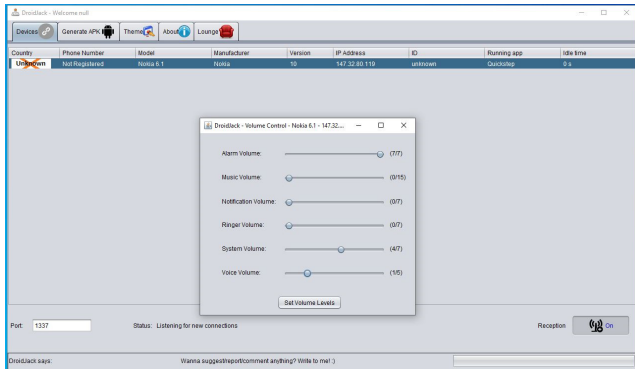 DroidJack - Welcome null
Devices Generate APK Theme About Lounge
Country Phone Number Model Manufacturer Version IP Address ID Running app Idle time
Unknown Not Registered Nokia 6.1 Nokia 10 147.32.80.119 unknown Quickstep 0 s
DroidJack - Volume Control - Nokia 6.1 - 147.32....
Alarm Volume: (7/7)
Music Volume: (0/15)
Notification Volume: (0/7)
Ringer Volume: (0/7)
System Volume: (4/7)
Voice Volume: (1/5)
Set Volume Levels
Port: 1337 Status: Listening for new connections Reception On
DroidJack says: Wanna suggest/report/comment anything? Write to me! :)